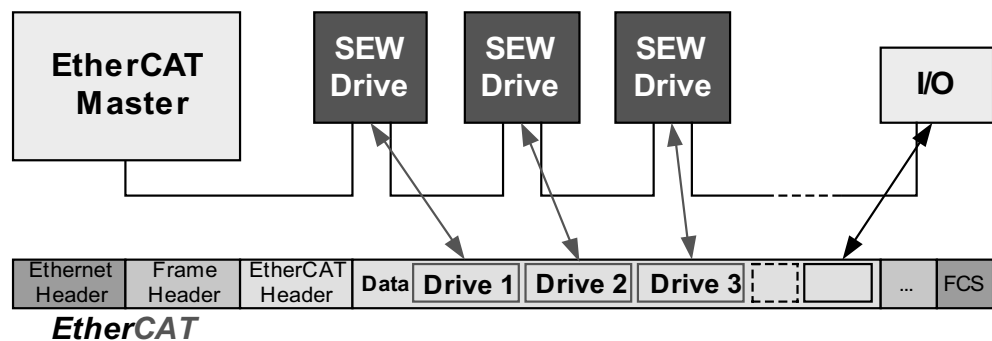 EtherCAT
Master
SEW
Drive
SEW
Drive
SEW
Drive
I/O
Ethernet
Header
Frame
Header
EtherCAT
Header
Data
Drive 1
Drive 2
Drive 3
...
FCS
EtherCAT